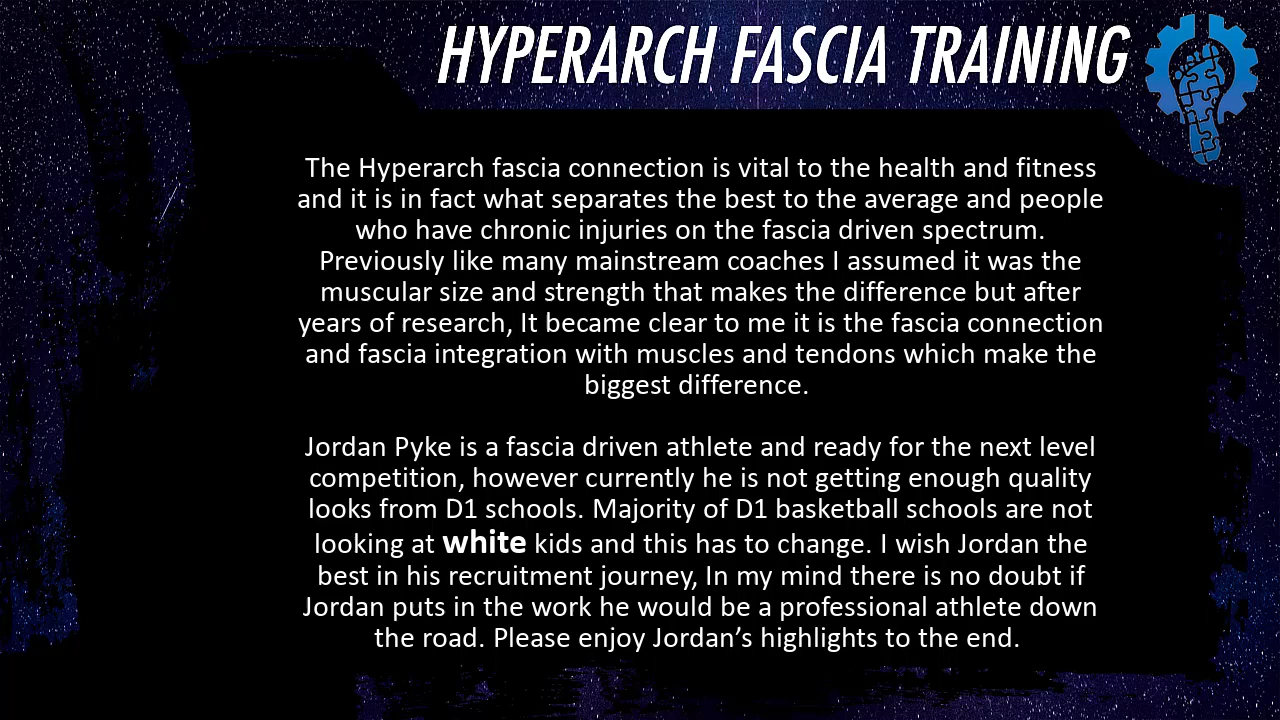 HYPERARCH FASCIA TRAINING
The Hyperarch fascia connection is vital to the health and fitness
and it is in fact what separates the best to the average and people
who have chronic injuries on the fascia driven spectrum.
Previously like many mainstream coaches I assumed it was the
muscular size and strength that makes the difference but after
years of research, It became clear to me it is the fascia connection
and fascia integration with muscles and tendons which make the
biggest difference.
Jordan Pyke is a fascia driven athlete and ready for the next level
competition, however currently he is not getting enough quality
looks from D1 schools. Majority of D1 basketball schools are not
looking at white kids and this has to change. I wish Jordan the
best in his recruitment journey, In my mind there is no doubt if
Jordan puts in the work he would be a professional athlete down
the road. Please enjoy Jordan’s highlights to the end.